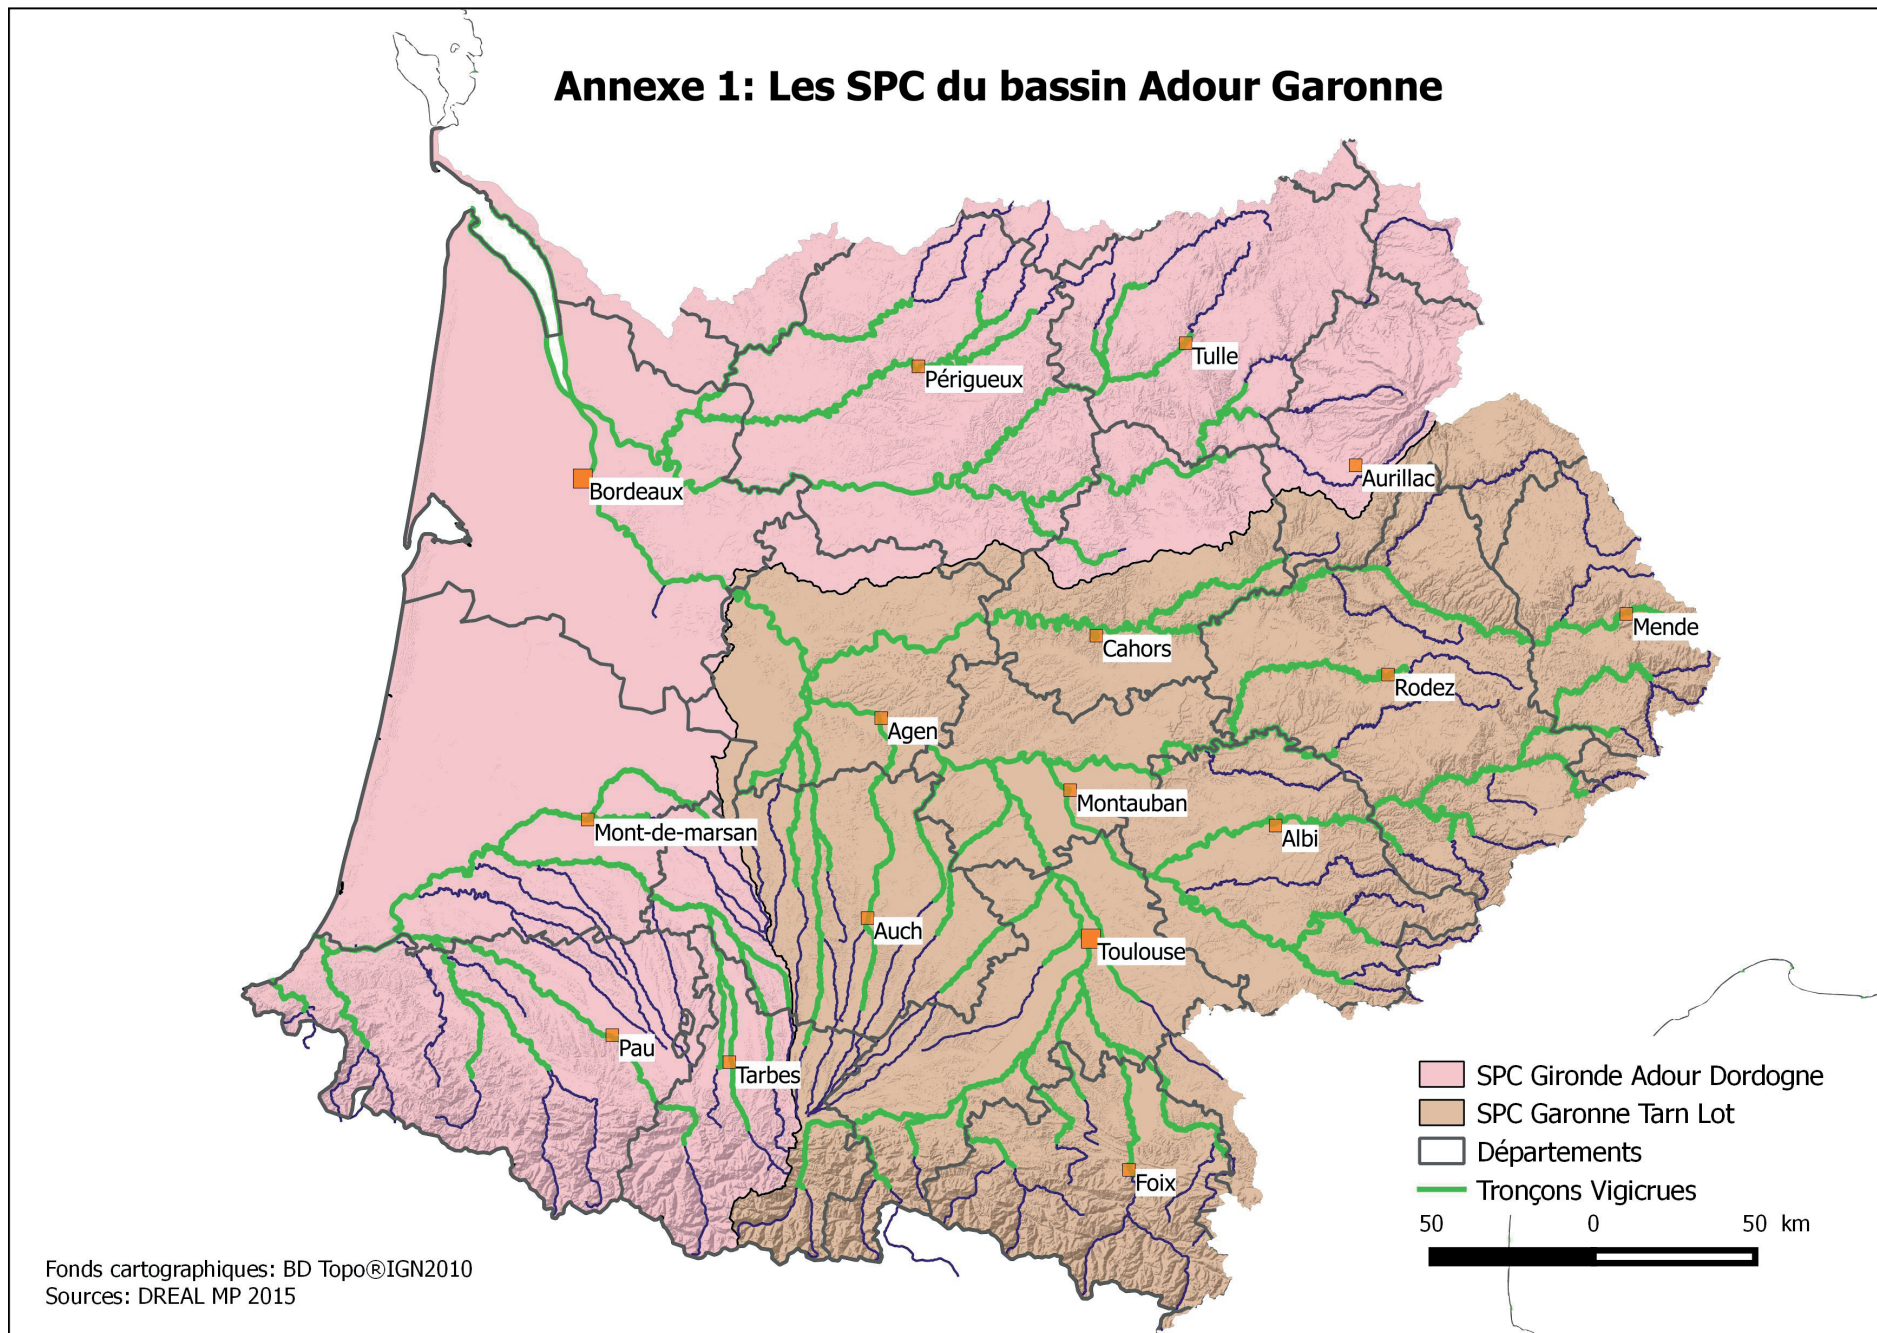 Annexe 1: Les SPC du bassin Adour Garonne
Tulle
Périgueux
Aurillac
Bordeaux
Mende
Cahors
Rodez
Agen
Montauban
Mont-de-marsan
Albi
Auch
Toulouse
Pau
Tarbes
Foix
SPC Gironde Adour Dordogne
SPC Garonne Tarn Lot
Départements
Tronçons Vigicrues
50 0 50 km
Fonds cartographiques: BD Topo®IGN2010
Sources: DREAL MP 2015